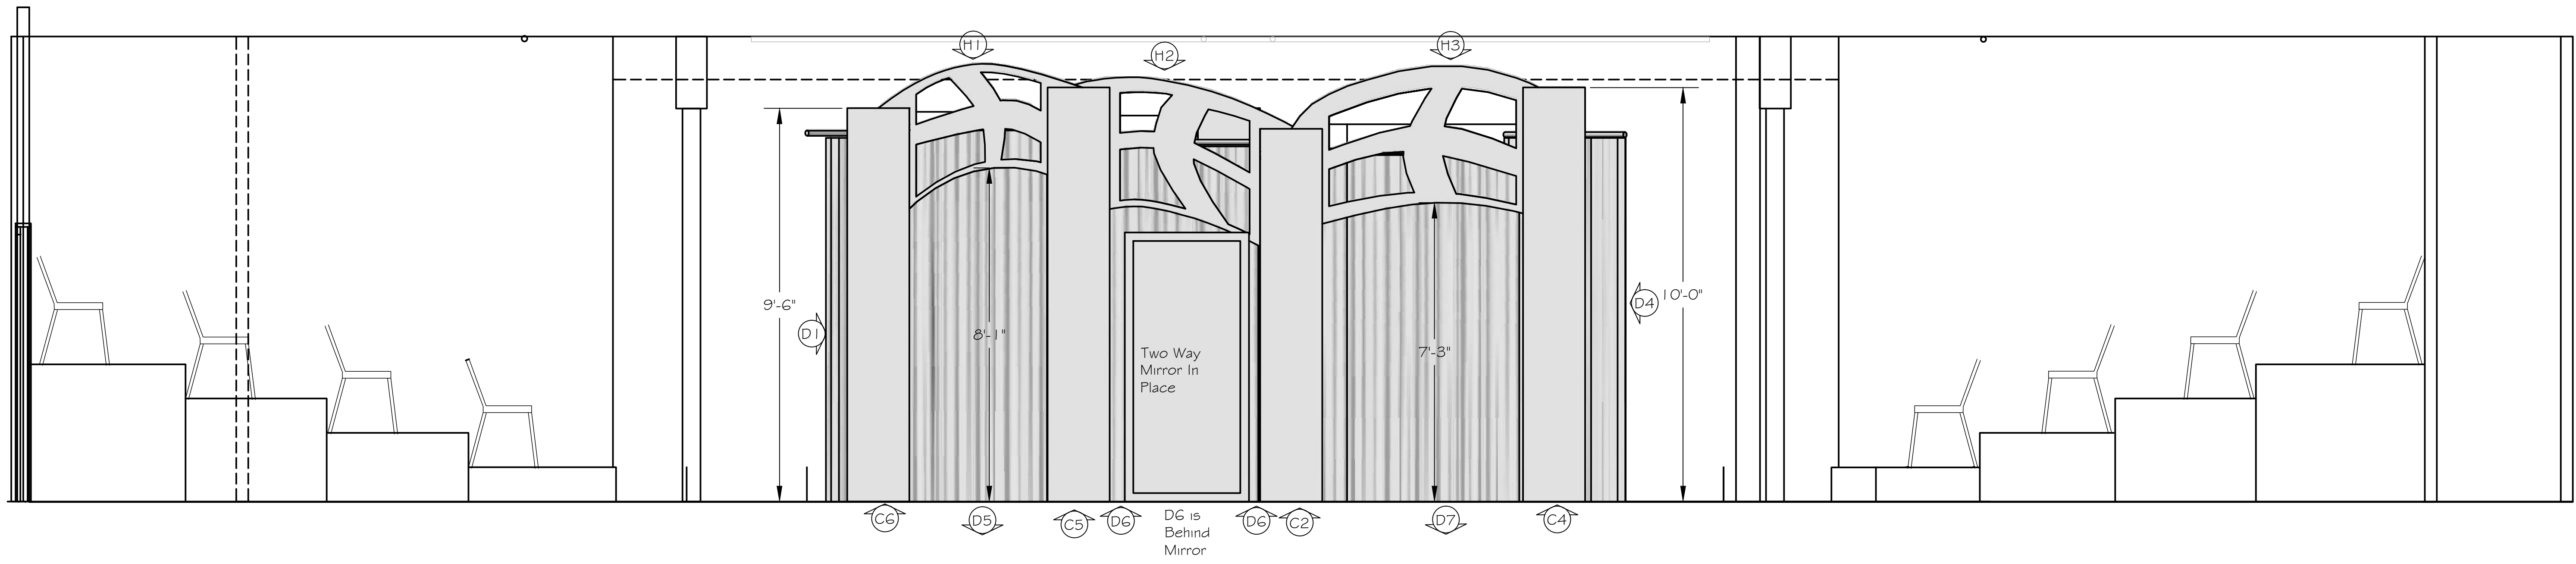 H1
H2
H3
9'-6"
D1
8'-1"
Two Way
Mirror In
Place
7'-3"
D4
10'-0"
C6
D5
C5
D6
D6 is
Behind
Mirror
D6
C2
D7
C4